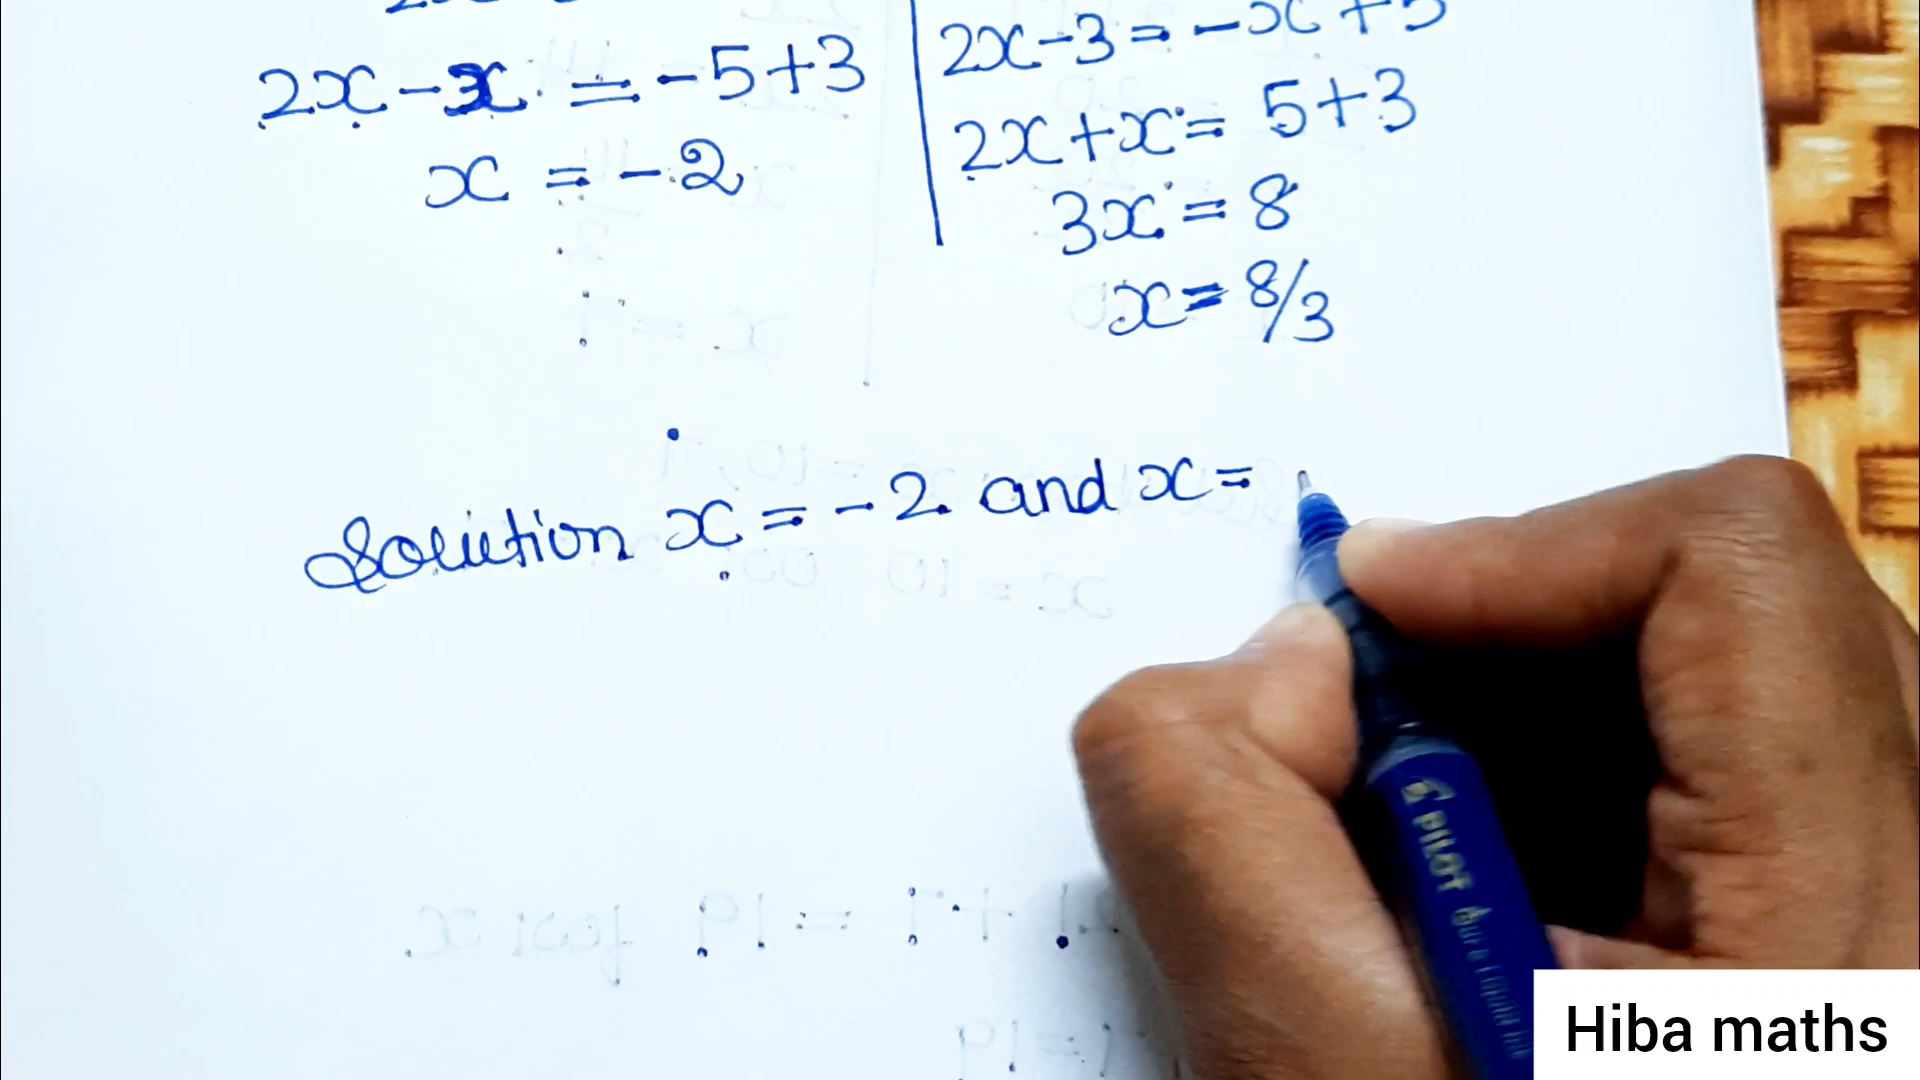 2x-x = -5+3
x = -2
2x-3 = -x+5
2x+x = 5+3
3x = 8
x = 8/3
Solution x = -2 and x =
PILOT
Hiba maths